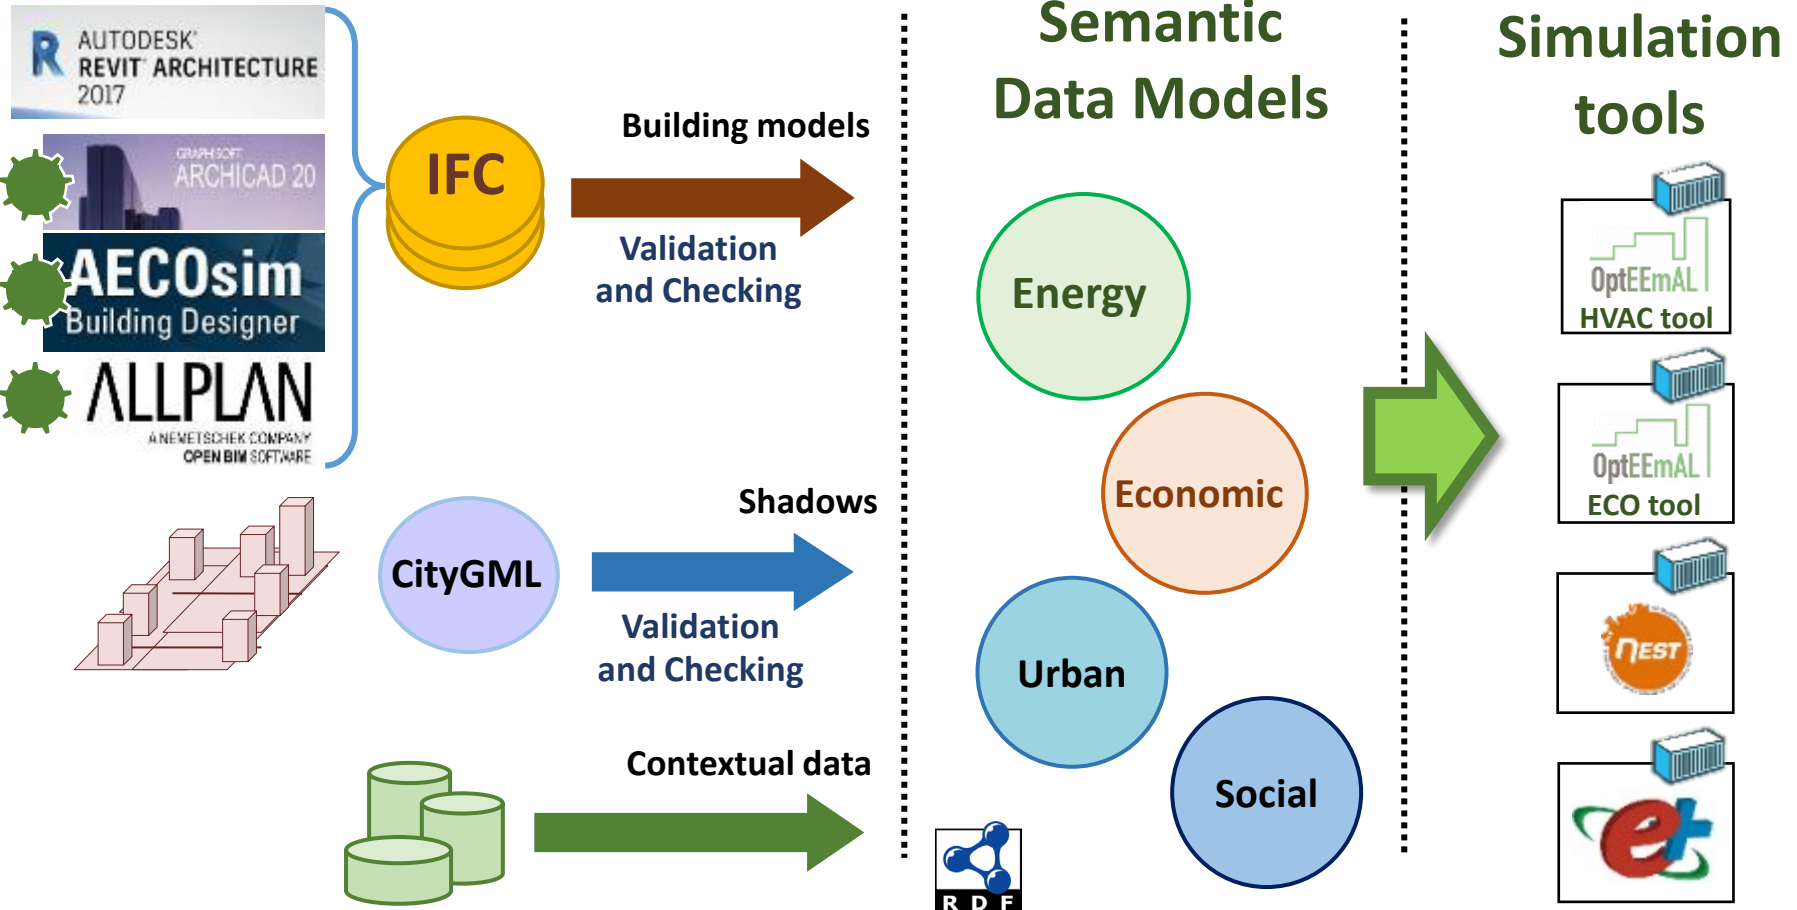 AUTODESK®
REVIT® ARCHITECTURE
2017
GRAPHISOFT
ARCHICAD 20
AECOsim
Building Designer
ALLPLAN
A NEMETSCHEK COMPANY
OPEN BIM SOFTWARE
IFC
Building models
Validation
and Checking
CityGML
Shadows
Validation
and Checking
Contextual data
Semantic
Data Models
Energy
Economic
Urban
Social
RDF
Simulation
tools
OptEEmAL
HVAC tool
OptEEmAL
ECO tool
nEST
e+